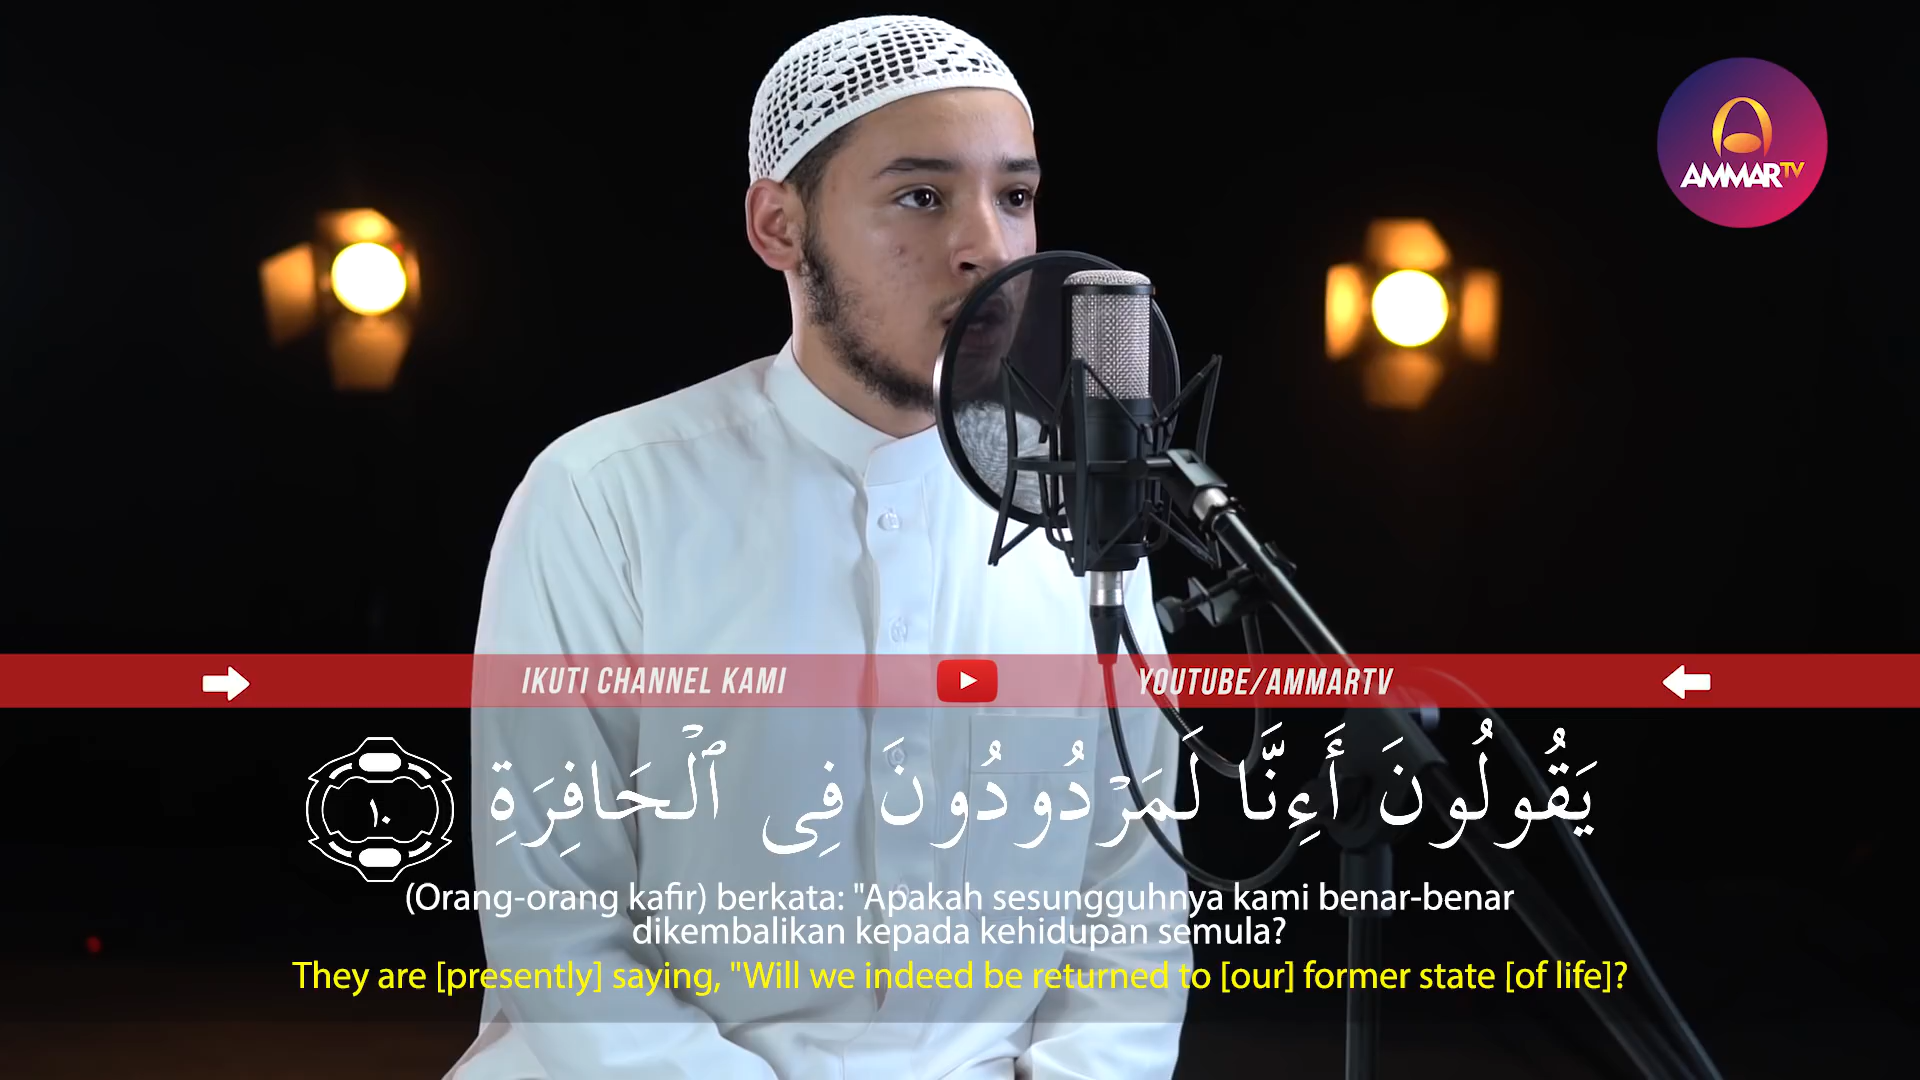 AMMARTV
IKUTI CHANNEL KAMI
YOUTUBE/AMMARTV
يَقُولُونَ أَءِنَّا لَمَرْدُودُونَ فِى ٱلْحَافِرَةِ ١٠
(Orang-orang kafir) berkata: "Apakah sesungguhnya kami benar-benar
dikembalikan kepada kehidupan semula?
They are [presently] saying, "Will we indeed be returned to [our] former state [of life]?